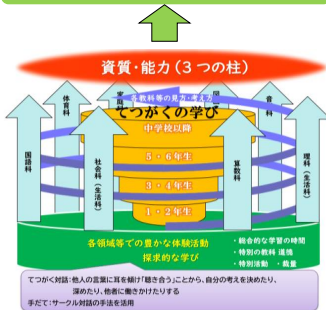 資質・能力(3つの柱)
体育科
音
各教科等の見方・考え方
てつがくの学び
中学校以降
5・6年生
3・4年生
1・2年生
国語科
社会科(生活科)
算数科
理科(生活科)
各領域等での豊かな体験活動
探求的な学び
・総合的な学習の時間
・特別の教科 道徳
・特別活動 ・裁量
てつがく対話:他人の言葉に耳を傾け「聴き合う」ことから、自分の考えを決めたり、
深めたり、他者に働きかけたりする
手だて:サークル対話の手法を活用